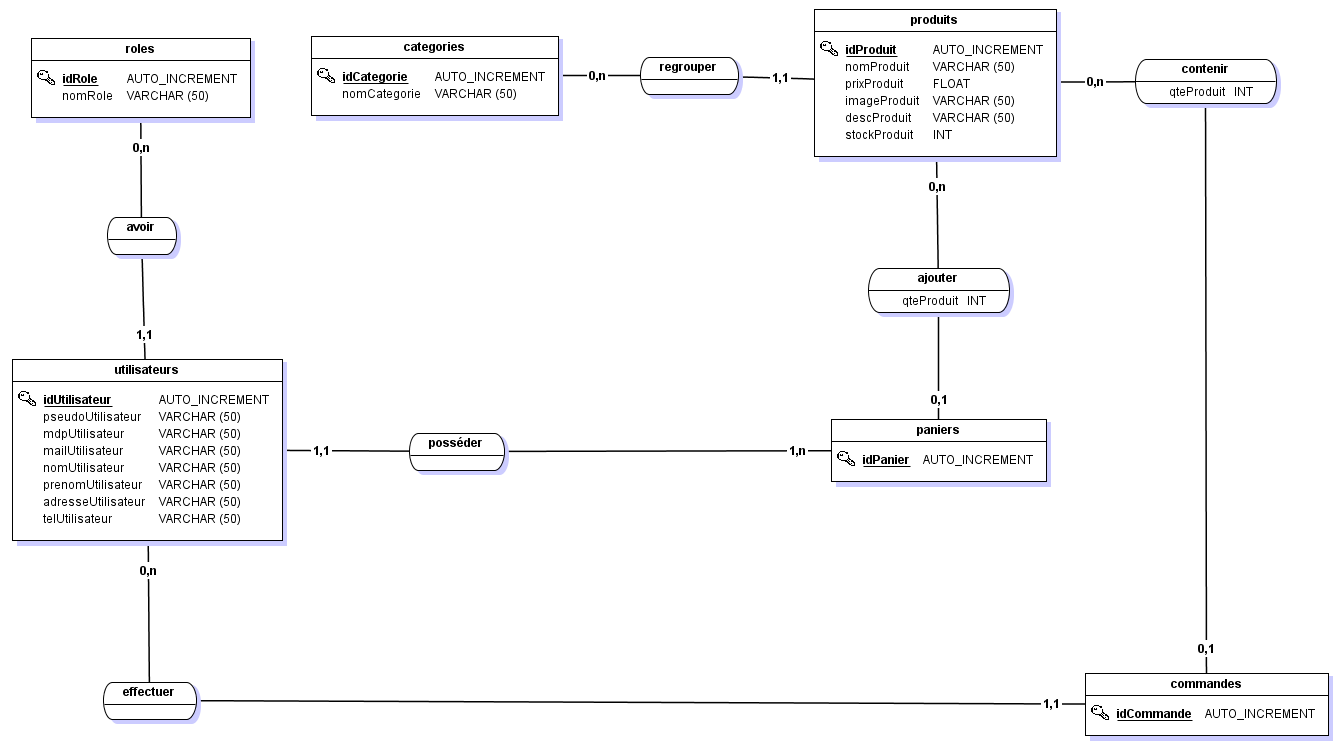 roles
idRole AUTO_INCREMENT
nomRole VARCHAR (50)
categories
idCategorie AUTO_INCREMENT
nomCategorie VARCHAR (50)
0,n
regrouper
1,1
produits
idProduit AUTO_INCREMENT
nomProduit VARCHAR (50)
prixProduit FLOAT
imageProduit VARCHAR (50)
descProduit VARCHAR (50)
stockProduit INT
0,n
contenir
qteProduit INT
0,n
avoir
1,1
0,n
ajouter
qteProduit INT
0,1
utilisateurs
idUtilisateur AUTO_INCREMENT
pseudoUtilisateur VARCHAR (50)
mdpUtilisateur VARCHAR (50)
mailUtilisateur VARCHAR (50)
nomUtilisateur VARCHAR (50)
prenomUtilisateur VARCHAR (50)
adresseUtilisateur VARCHAR (50)
telUtilisateur VARCHAR (50)
1,1
posséder
1,n
paniers
idPanier AUTO_INCREMENT
0,n
effectuer
1,1
0,1
commandes
idCommande AUTO_INCREMENT